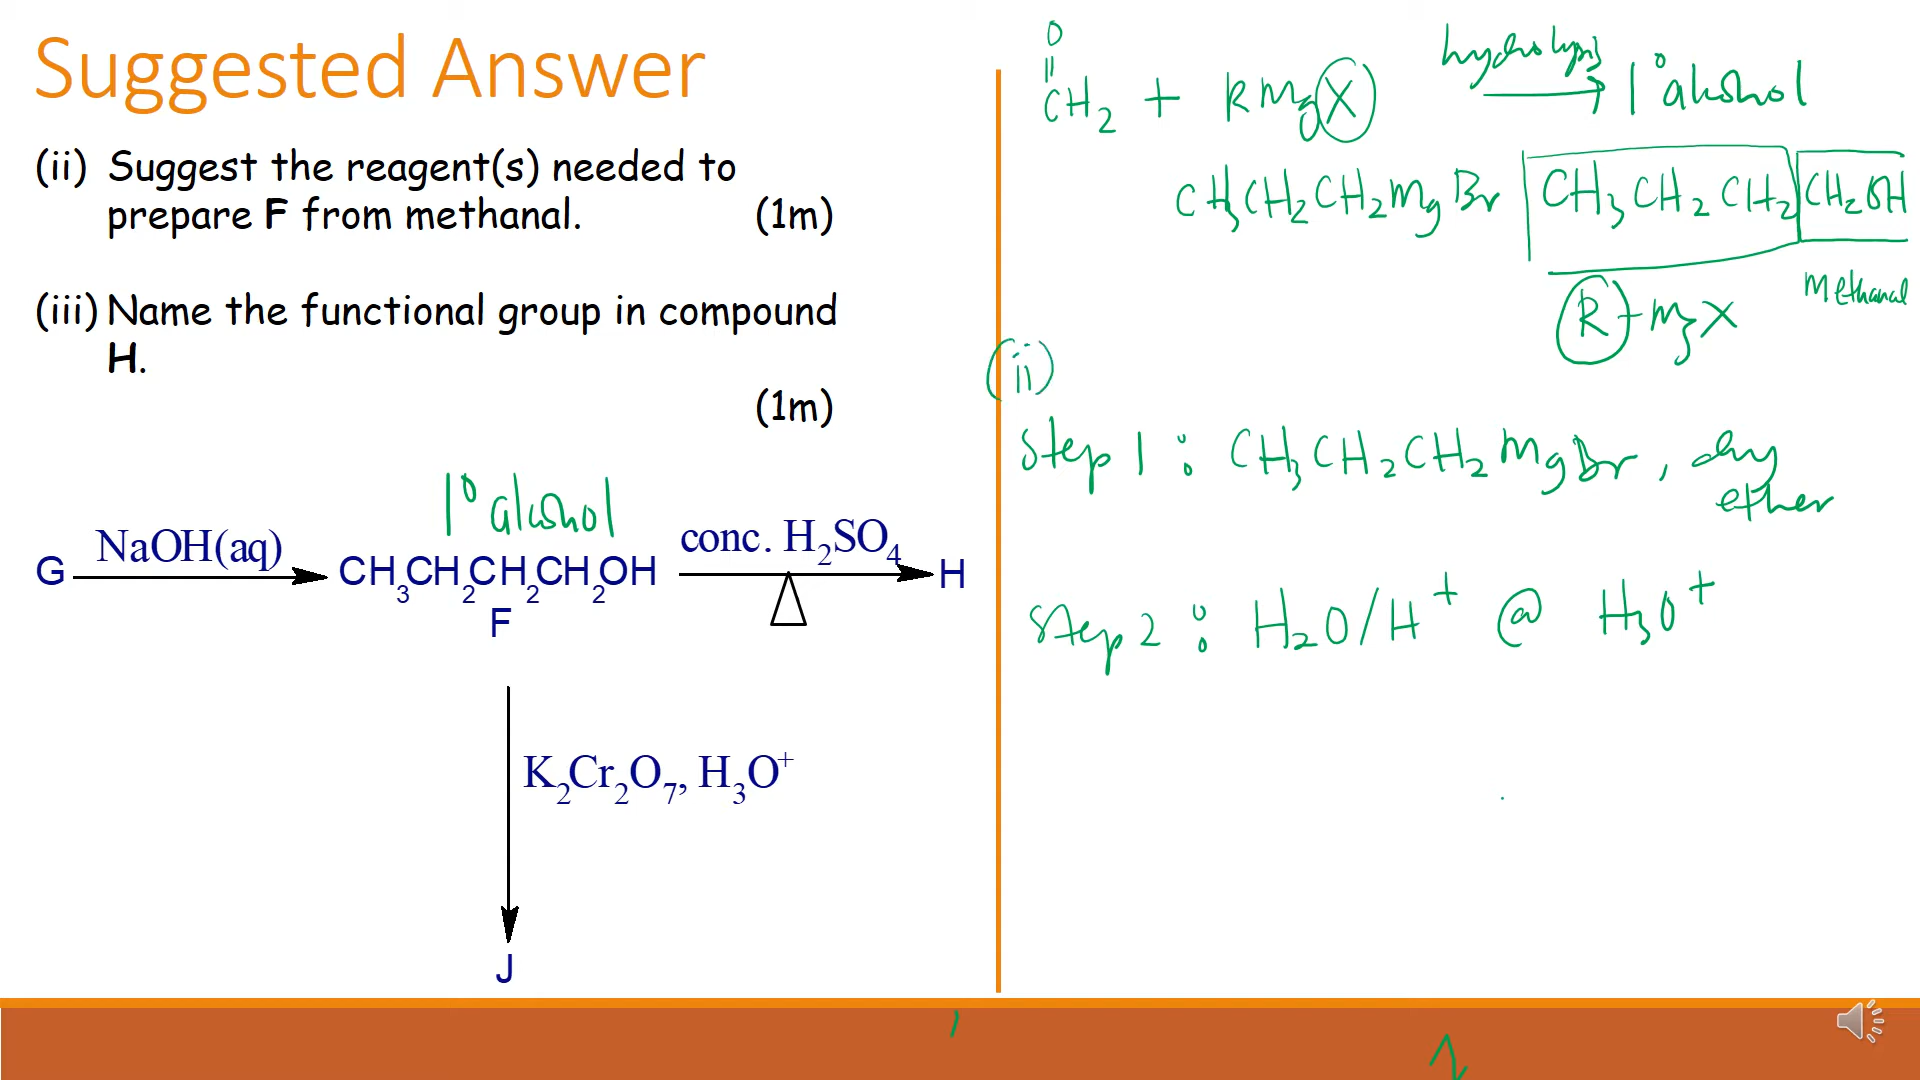 Suggested Answer
(ii) Suggest the reagent(s) needed to
prepare F from methanal. (1m)
(iii) Name the functional group in compound
H.
(1m)
1° alcohol
G NaOH(aq) CH3CH2CH2CH2OH conc. H2SO4 H
F
K2Cr2O7, H3O+
J
O
CH2 + RMgX hydrolysis 1° alcohol
CH3CH2CH2MgBr CH3CH2CH2 CH2OH
Methanal
R-MgX
(ii)
Step 1 : CH3CH2CH2MgBr, dry
ether
Step 2 : H2O/H+ @ H3O+